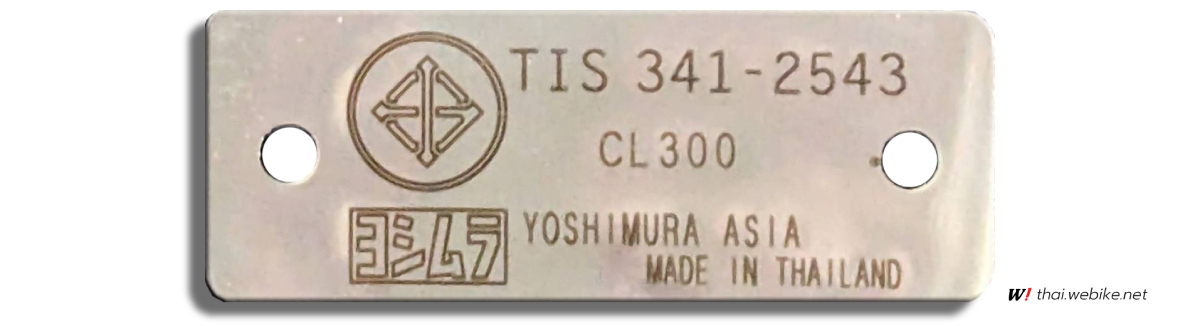 TIS 341-2543
CL300
ヨシムラ
YOSHIMURA ASIA
MADE IN THAILAND
W! thai.webike.net